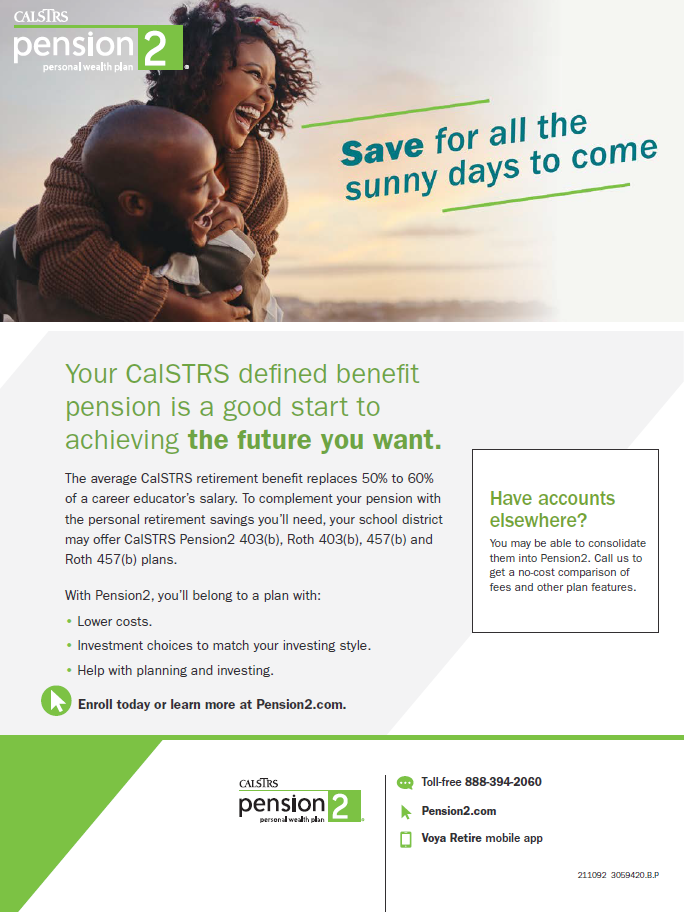 CALSTRS
pension2
personal wealth plan
Save for all the
sunny days to come
Your CalSTRS defined benefit
pension is a good start to
achieving the future you want.
The average CalSTRS retirement benefit replaces 50% to 60%
of a career educator’s salary. To complement your pension with
the personal retirement savings you’ll need, your school district
may offer CalSTRS Pension2 403(b), Roth 403(b), 457(b) and
Roth 457(b) plans.
With Pension2, you’ll belong to a plan with:
• Lower costs.
• Investment choices to match your investing style.
• Help with planning and investing.
Enroll today or learn more at Pension2.com.
Have accounts
elsewhere?
You may be able to consolidate
them into Pension2. Call us to
get a no-cost comparison of
fees and other plan features.
CALSTRS
pension2
personal wealth plan
Toll-free 888-394-2060
Pension2.com
Voya Retire mobile app
211092 3059420.B.P